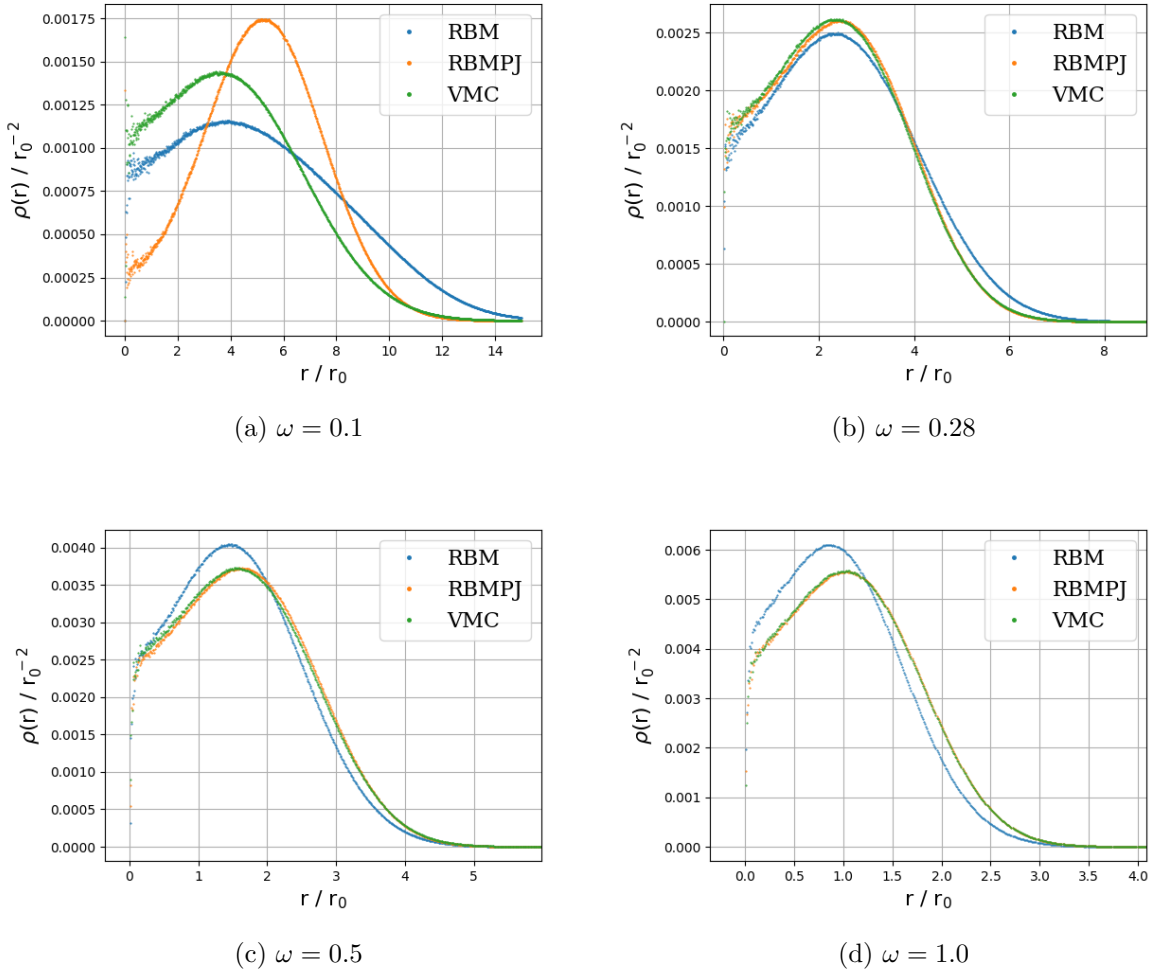 0.00175
0.00150
0.00125
0.00100
0.00075
0.00050
0.00025
0.00000
ρ(r) / r₀⁻²
RBM
RBMPJ
VMC
0 2 4 6 8 10 12 14
r / r₀
(a) ω = 0.1
0.0025
0.0020
0.0015
0.0010
0.0005
0.0000
ρ(r) / r₀⁻²
RBM
RBMPJ
VMC
0 2 4 6 8
r / r₀
(b) ω = 0.28
0.0040
0.0035
0.0030
0.0025
0.0020
0.0015
0.0010
0.0005
0.0000
ρ(r) / r₀⁻²
RBM
RBMPJ
VMC
0 1 2 3 4 5
r / r₀
(c) ω = 0.5
0.006
0.005
0.004
0.003
0.002
0.001
0.000
ρ(r) / r₀⁻²
RBM
RBMPJ
VMC
0.0 0.5 1.0 1.5 2.0 2.5 3.0 3.5 4.0
r / r₀
(d) ω = 1.0